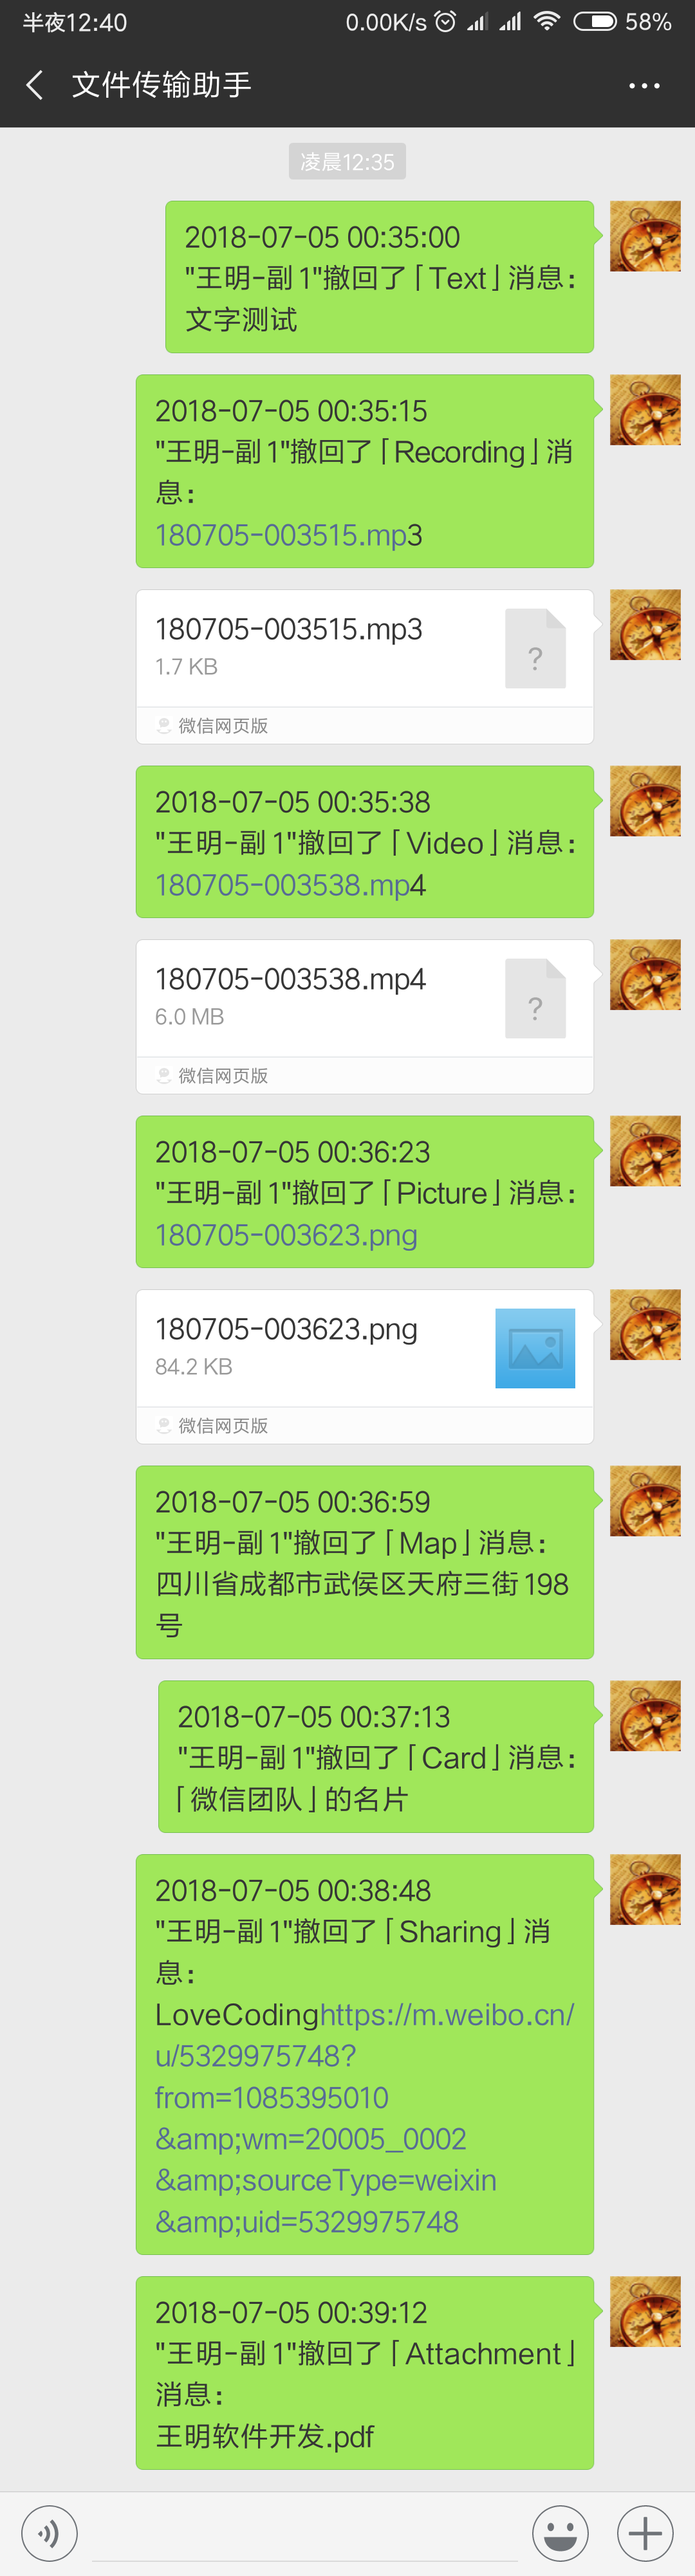 半夜12:40 0.00K/s 58%
文件传输助手
凌晨12:35
2018-07-05 00:35:00
"王明-副1"撤回了「Text」消息：
文字测试
2018-07-05 00:35:15
"王明-副1"撤回了「Recording」消
息：
180705-003515.mp3
180705-003515.mp3
1.7 KB
?
微信网页版
2018-07-05 00:35:38
"王明-副1"撤回了「Video」消息：
180705-003538.mp4
180705-003538.mp4
6.0 MB
?
微信网页版
2018-07-05 00:36:23
"王明-副1"撤回了「Picture」消息：
180705-003623.png
180705-003623.png
84.2 KB
微信网页版
2018-07-05 00:36:59
"王明-副1"撤回了「Map」消息：
四川省成都市武侯区天府三街198
号
2018-07-05 00:37:13
"王明-副1"撤回了「Card」消息：
「微信团队」的名片
2018-07-05 00:38:48
"王明-副1"撤回了「Sharing」消
息：
LoveCodinghttps://m.weibo.cn/
u/5329975748?
from=1085395010
&amp;wm=20005_0002
&amp;sourceType=weixin
&amp;uid=5329975748
2018-07-05 00:39:12
"王明-副1"撤回了「Attachment」
消息：
王明软件开发.pdf